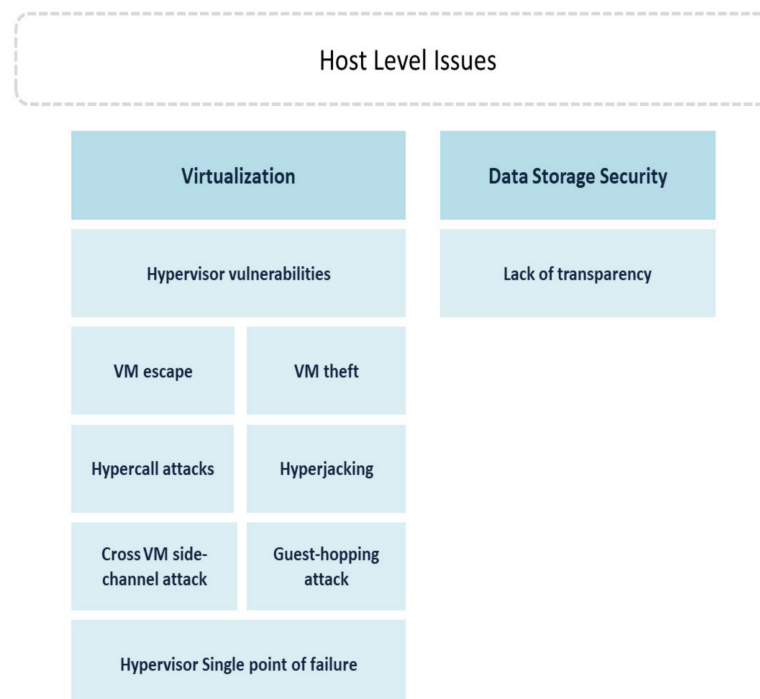 Host Level Issues
Virtualization
Data Storage Security
Hypervisor vulnerabilities
Lack of transparency
VM escape
VM theft
Hypercall attacks
Hyperjacking
Cross VM side-
channel attack
Guest-hopping
attack
Hypervisor Single point of failure